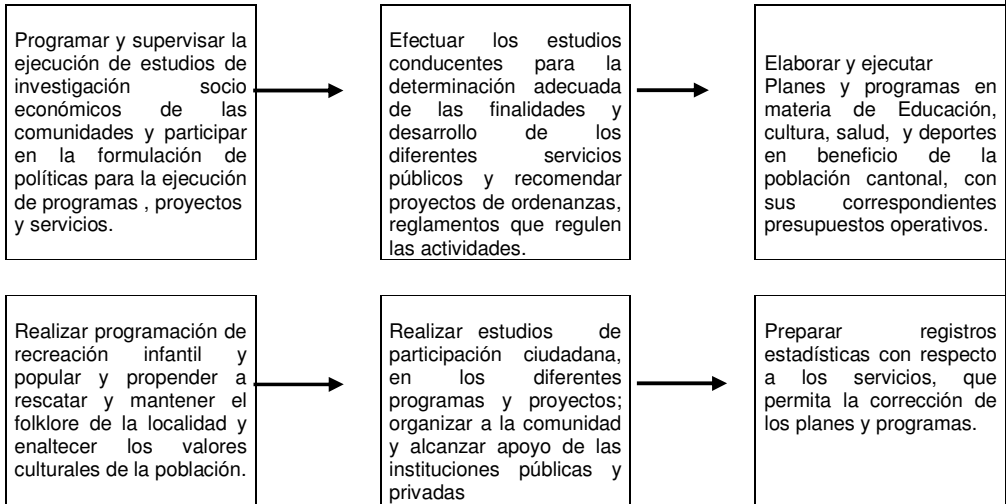 Programar y supervisar la
ejecución de estudios de
investigación socio
económicos de las
comunidades y participar
en la formulación de
políticas para la ejecución
de programas , proyectos
y servicios.
Efectuar los estudios
conducentes para la
determinación adecuada
de las finalidades y
desarrollo de los
diferentes servicios
públicos y recomendar
proyectos de ordenanzas,
reglamentos que regulen
las actividades.
Elaborar y ejecutar
Planes y programas en
materia de Educación,
cultura, salud, y deportes
en beneficio de la
población cantonal, con
sus correspondientes
presupuestos operativos.
Realizar programación de
recreación infantil y
popular y propender a
rescatar y mantener el
folklore de la localidad y
enaltecer los valores
culturales de la población.
Realizar estudios de
participación ciudadana,
en los diferentes
programas y proyectos;
organizar a la comunidad
y alcanzar apoyo de las
instituciones públicas y
privadas
Preparar registros
estadísticas con respecto
a los servicios, que
permita la corrección de
los planes y programas.